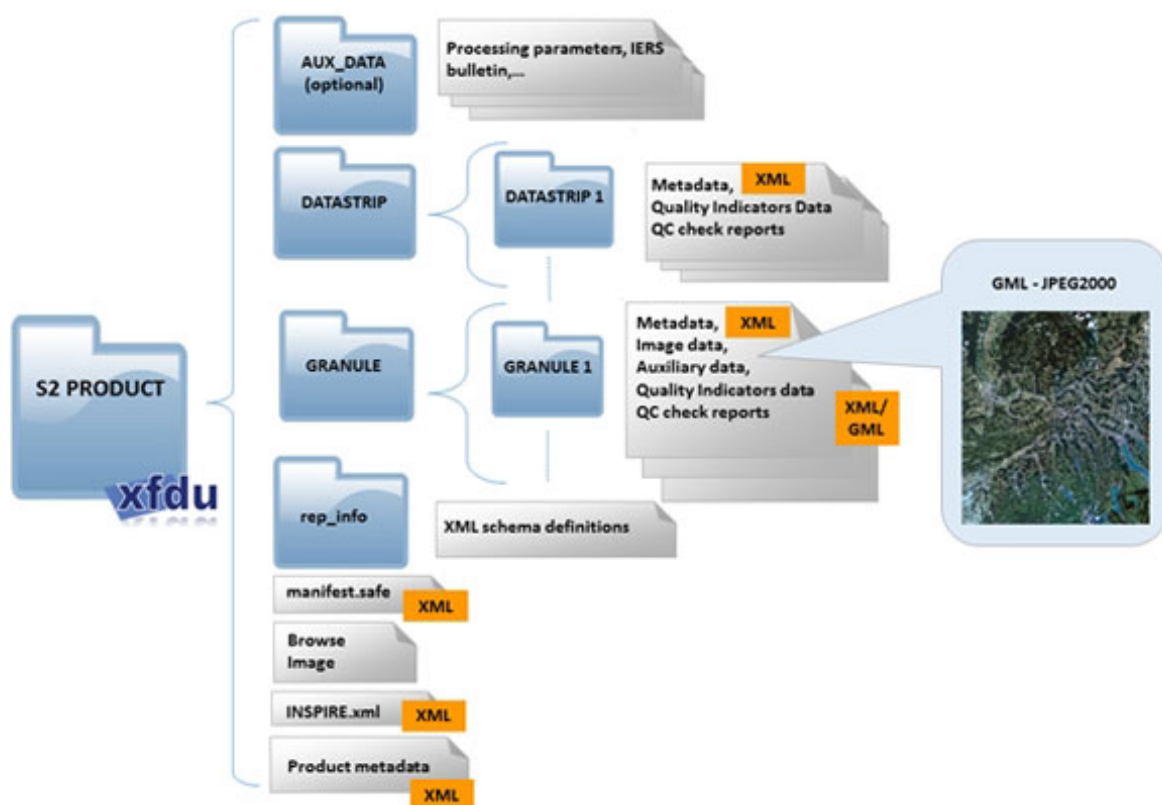 AUX_DATA
(optional)
Processing parameters, IERS
bulletin,...
DATASTRIP
DATASTRIP 1
Metadata,
XML
Quality Indicators Data
QC check reports
GML - JPEG2000
S2 PRODUCT
xfdu
GRANULE
GRANULE 1
Metadata,
XML
Image data,
Auxiliary data,
Quality Indicators data
QC check reports
XML/
GML
rep_info
XML schema definitions
manifest.safe
XML
Browse
Image
INSPIRE.xml
XML
Product metadata
XML